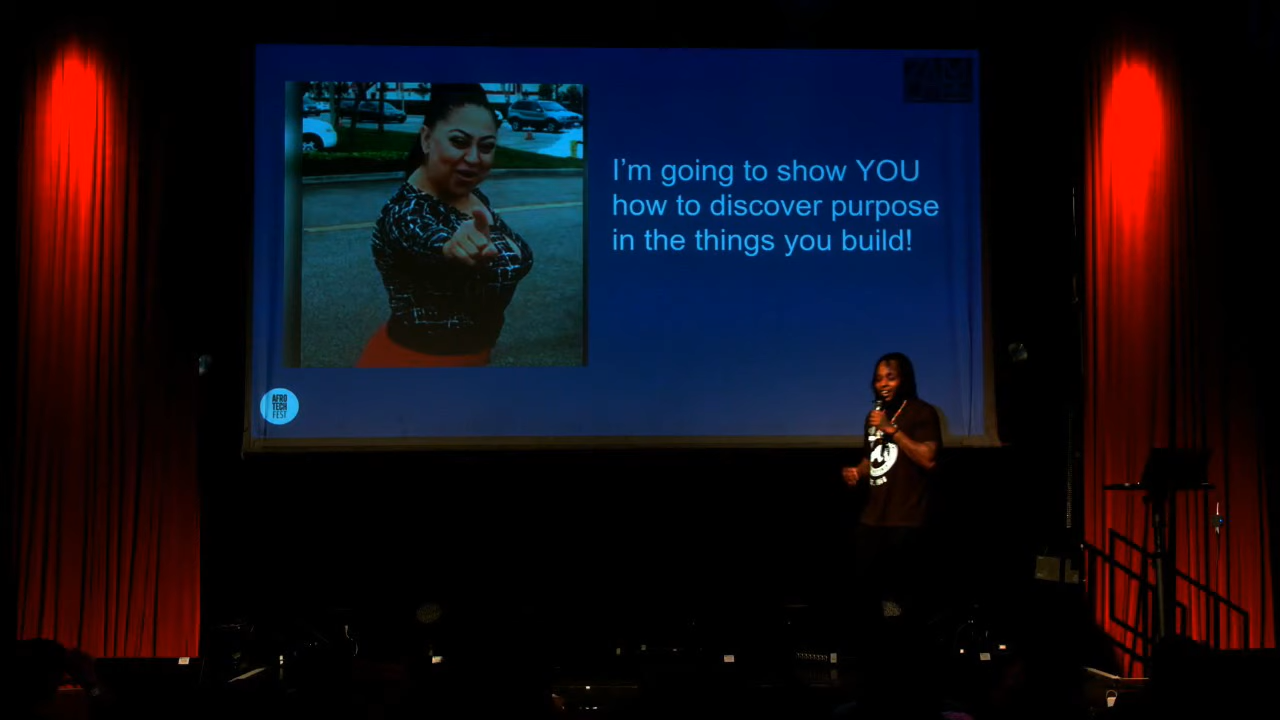 I'm going to show YOU
how to discover purpose
in the things you build!
AFRO
TECH
FEST